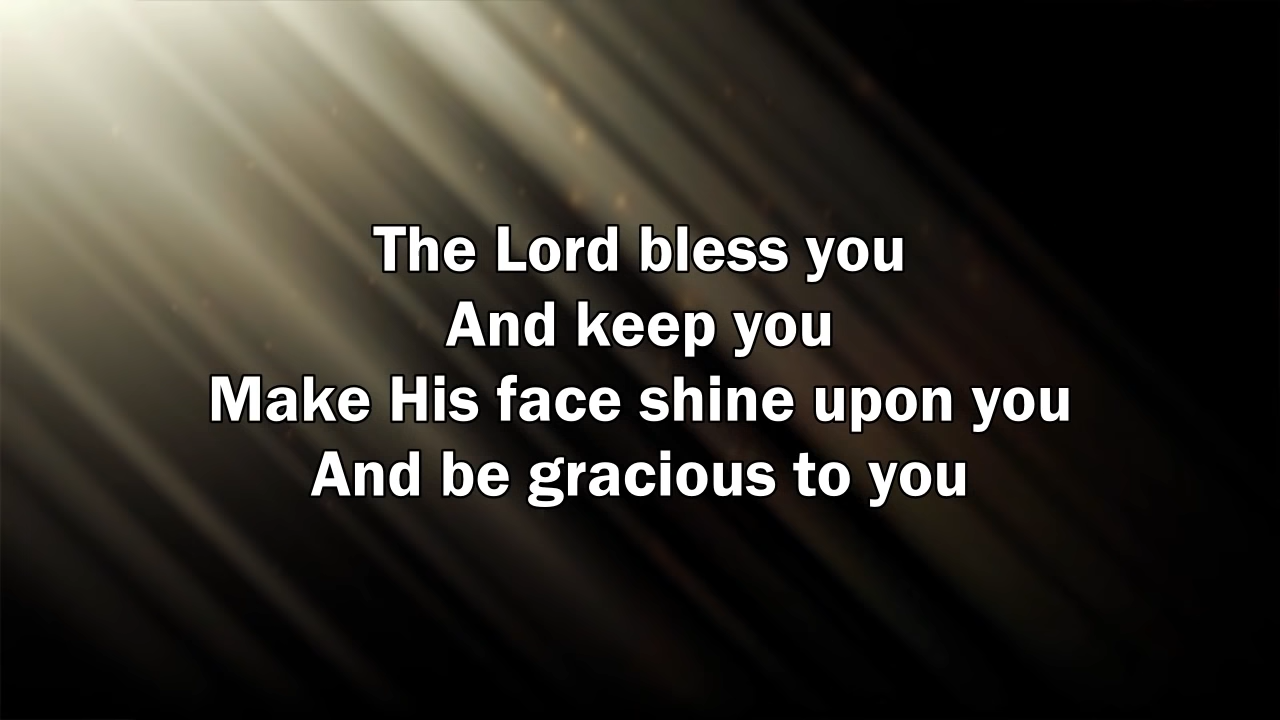 The Lord bless you
And keep you
Make His face shine upon you
And be gracious to you